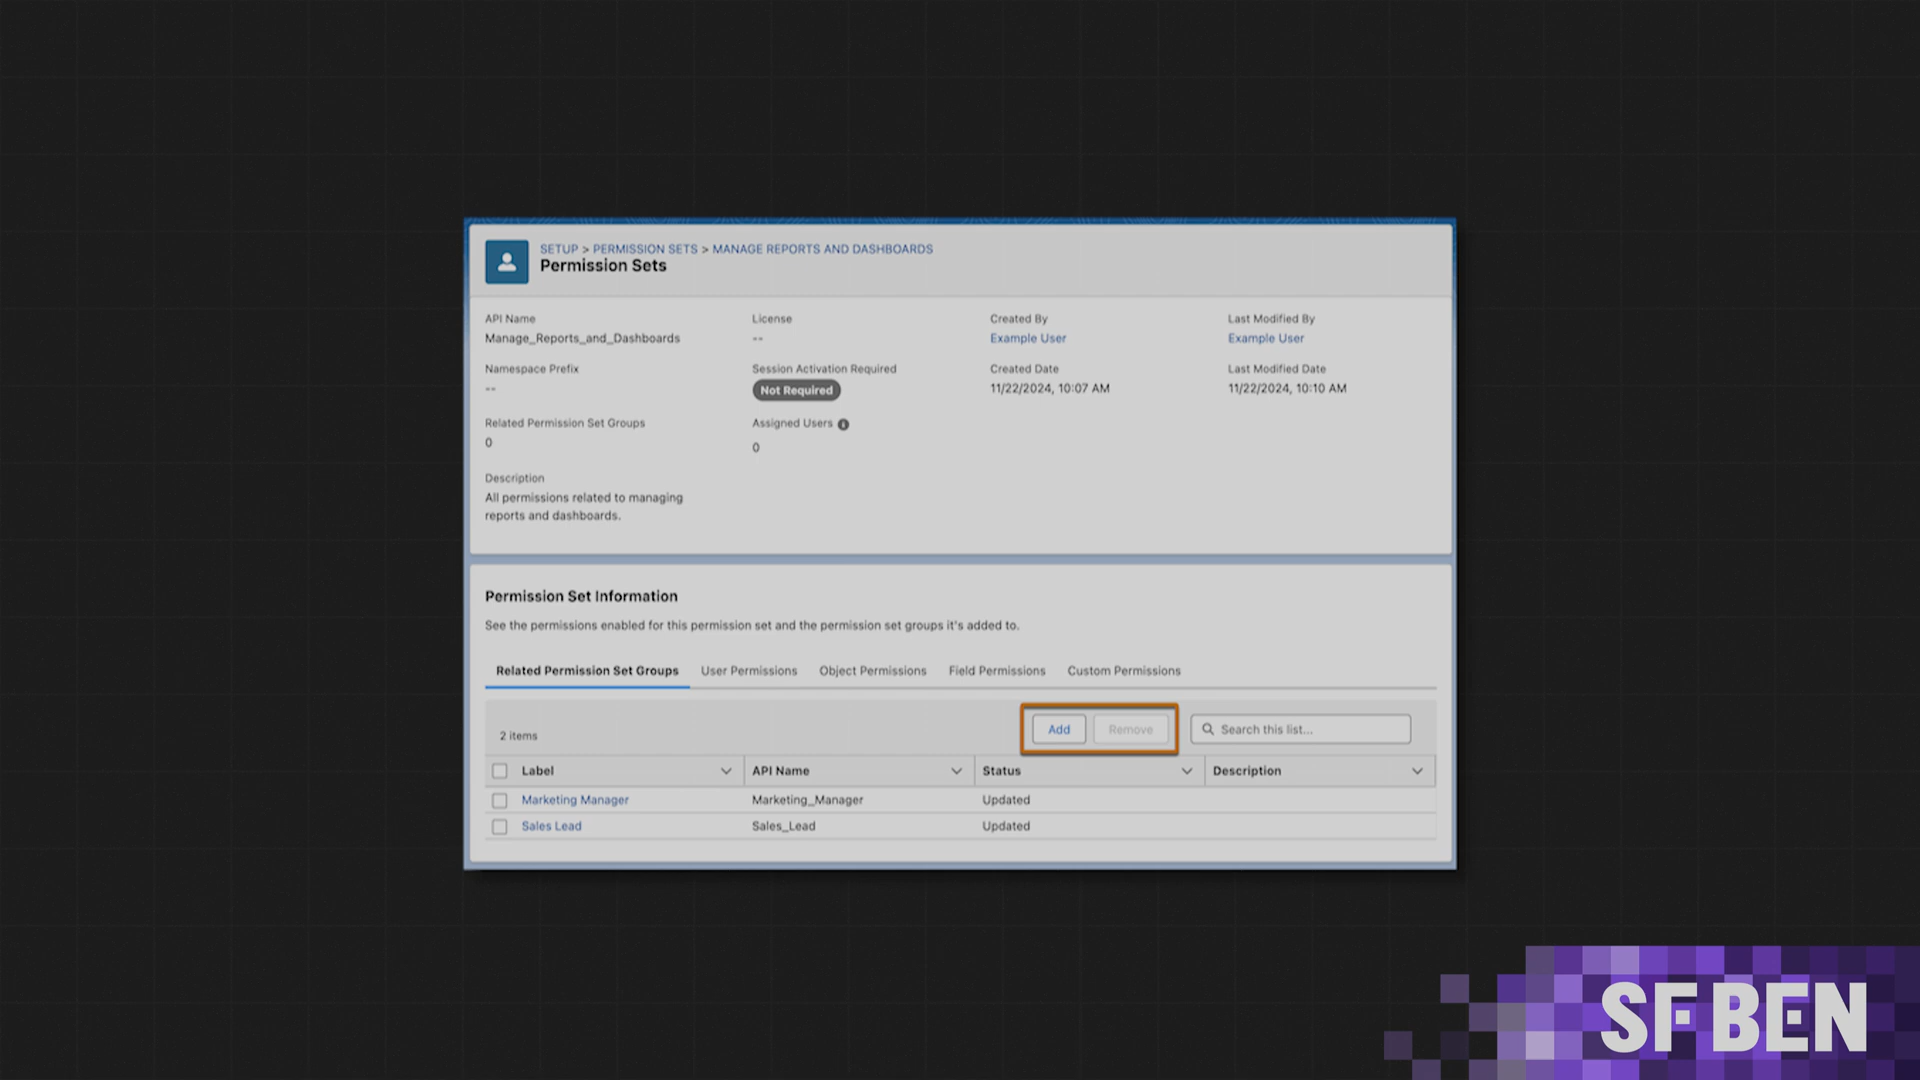 SETUP > PERMISSION SETS > MANAGE REPORTS AND DASHBOARDS
Permission Sets
API Name
Manage_Reports_and_Dashboards
License
--
Created By
Example User
Last Modified By
Example User
Namespace Prefix
--
Session Activation Required
Not Required
Created Date
11/22/2024, 10:07 AM
Last Modified Date
11/22/2024, 10:10 AM
Related Permission Set Groups
0
Assigned Users
0
Description
All permissions related to managing
reports and dashboards.
Permission Set Information
See the permissions enabled for this permission set and the permission set groups it's added to.
Related Permission Set Groups User Permissions Object Permissions Field Permissions Custom Permissions
2 items
Add Remove Search this list...
Label API Name Status Description
Marketing Manager Marketing_Manager Updated
Sales Lead Sales_Lead Updated
SF BEN